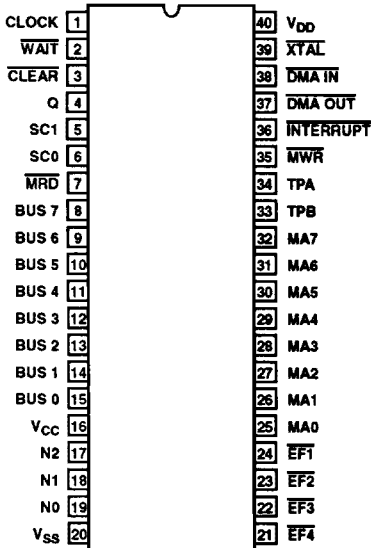 CLOCK 1 40 VDD
WAIT 2 39 XTAL
CLEAR 3 38 DMA IN
Q 4 37 DMA OUT
SC1 5 36 INTERRUPT
SC0 6 35 MWR
MRD 7 34 TPA
BUS 7 8 33 TPB
BUS 6 9 32 MA7
BUS 5 10 31 MA6
BUS 4 11 30 MA5
BUS 3 12 29 MA4
BUS 2 13 28 MA3
BUS 1 14 27 MA2
BUS 0 15 26 MA1
VCC 16 25 MA0
N2 17 24 EF1
N1 18 23 EF2
N0 19 22 EF3
VSS 20 21 EF4